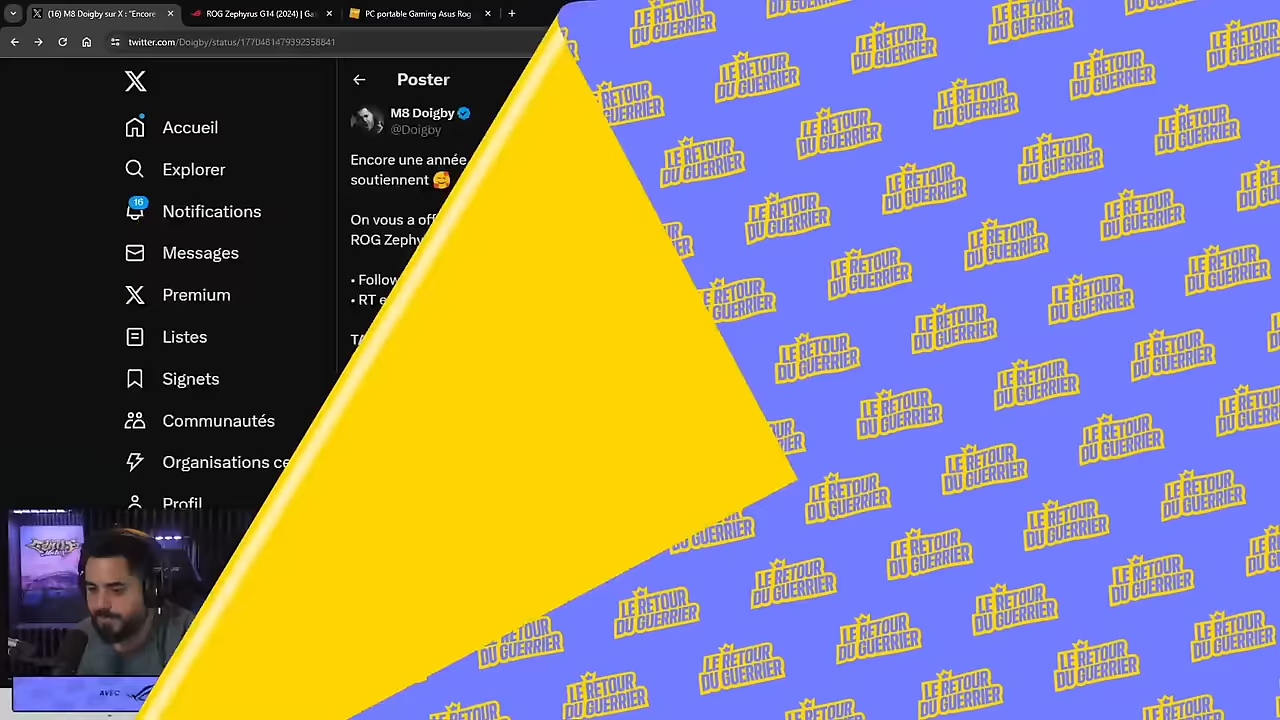 (16) M8 Doigby sur X : "Encore
ROG Zephyrus G14 (2024) | Ga
PC portable Gaming Asus Rog
twitter.com/Doigby/status/1770481479392358841
Accueil
Explorer
16
Notifications
Messages
Premium
Listes
Signets
Communautés
Organisations ce
Profil
Poster
M8 Doigby
@Doigby
Encore une année
soutiennent 🥰
On vous a off
ROG Zephy
• Follow
• RT e
AVEC
LE RETOUR
DU GUERRIER